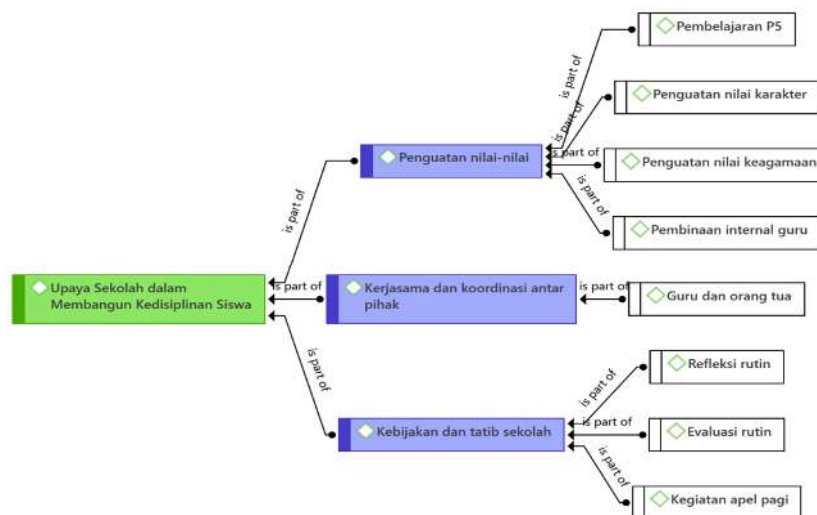 Pembelajaran P5
is part of
Penguatan nilai karakter
is part of
Penguatan nilai-nilai
is part of
Penguatan nilai keagamaan
is part of
Pembinaan internal guru
is part of
Upaya Sekolah dalam
Membangun Kedisiplinan Siswa
is part of
Kerjasama dan koordinasi antar
pihak
is part of
Guru dan orang tua
is part of
Refleksi rutin
is part of
Kebijakan dan tatib sekolah
is part of
Evaluasi rutin
is part of
Kegiatan apel pagi
is part of